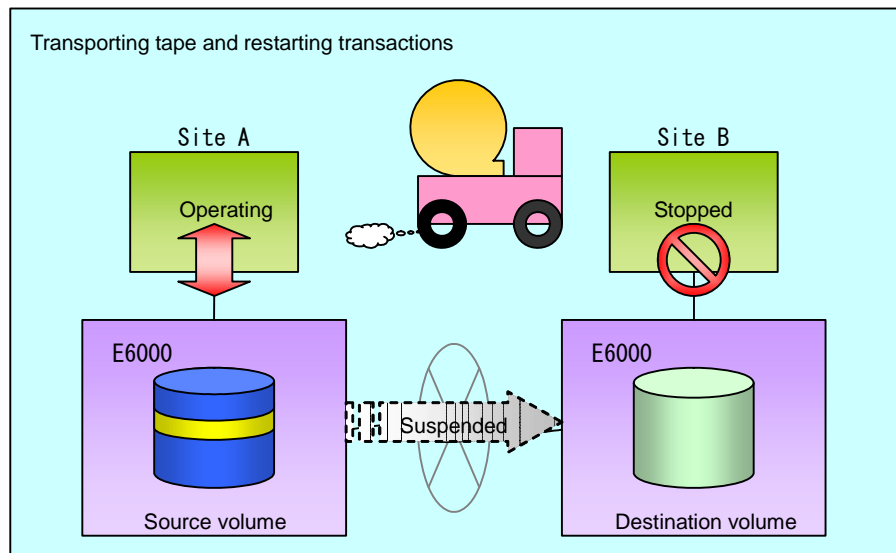 Transporting tape and restarting transactions
Site A
Site B
Operating
Stopped
E6000
E6000
Suspended
Source volume
Destination volume